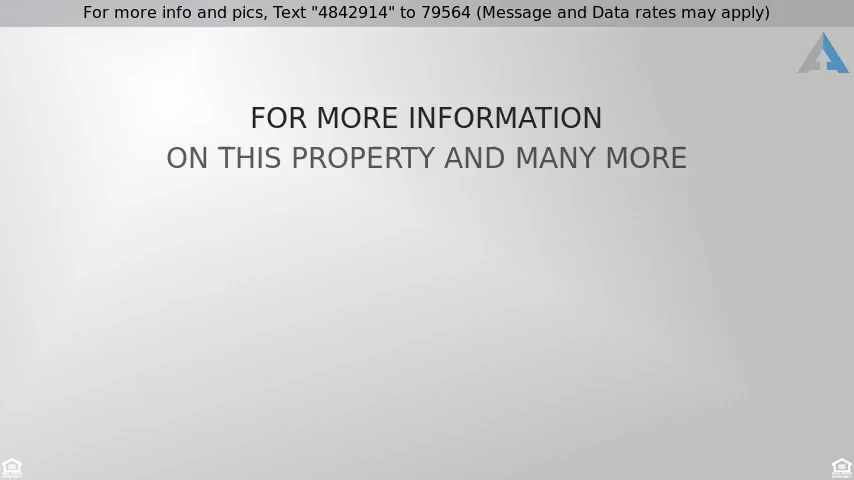 For more info and pics, Text "4842914" to 79564 (Message and Data rates may apply)
FOR MORE INFORMATION
ON THIS PROPERTY AND MANY MORE